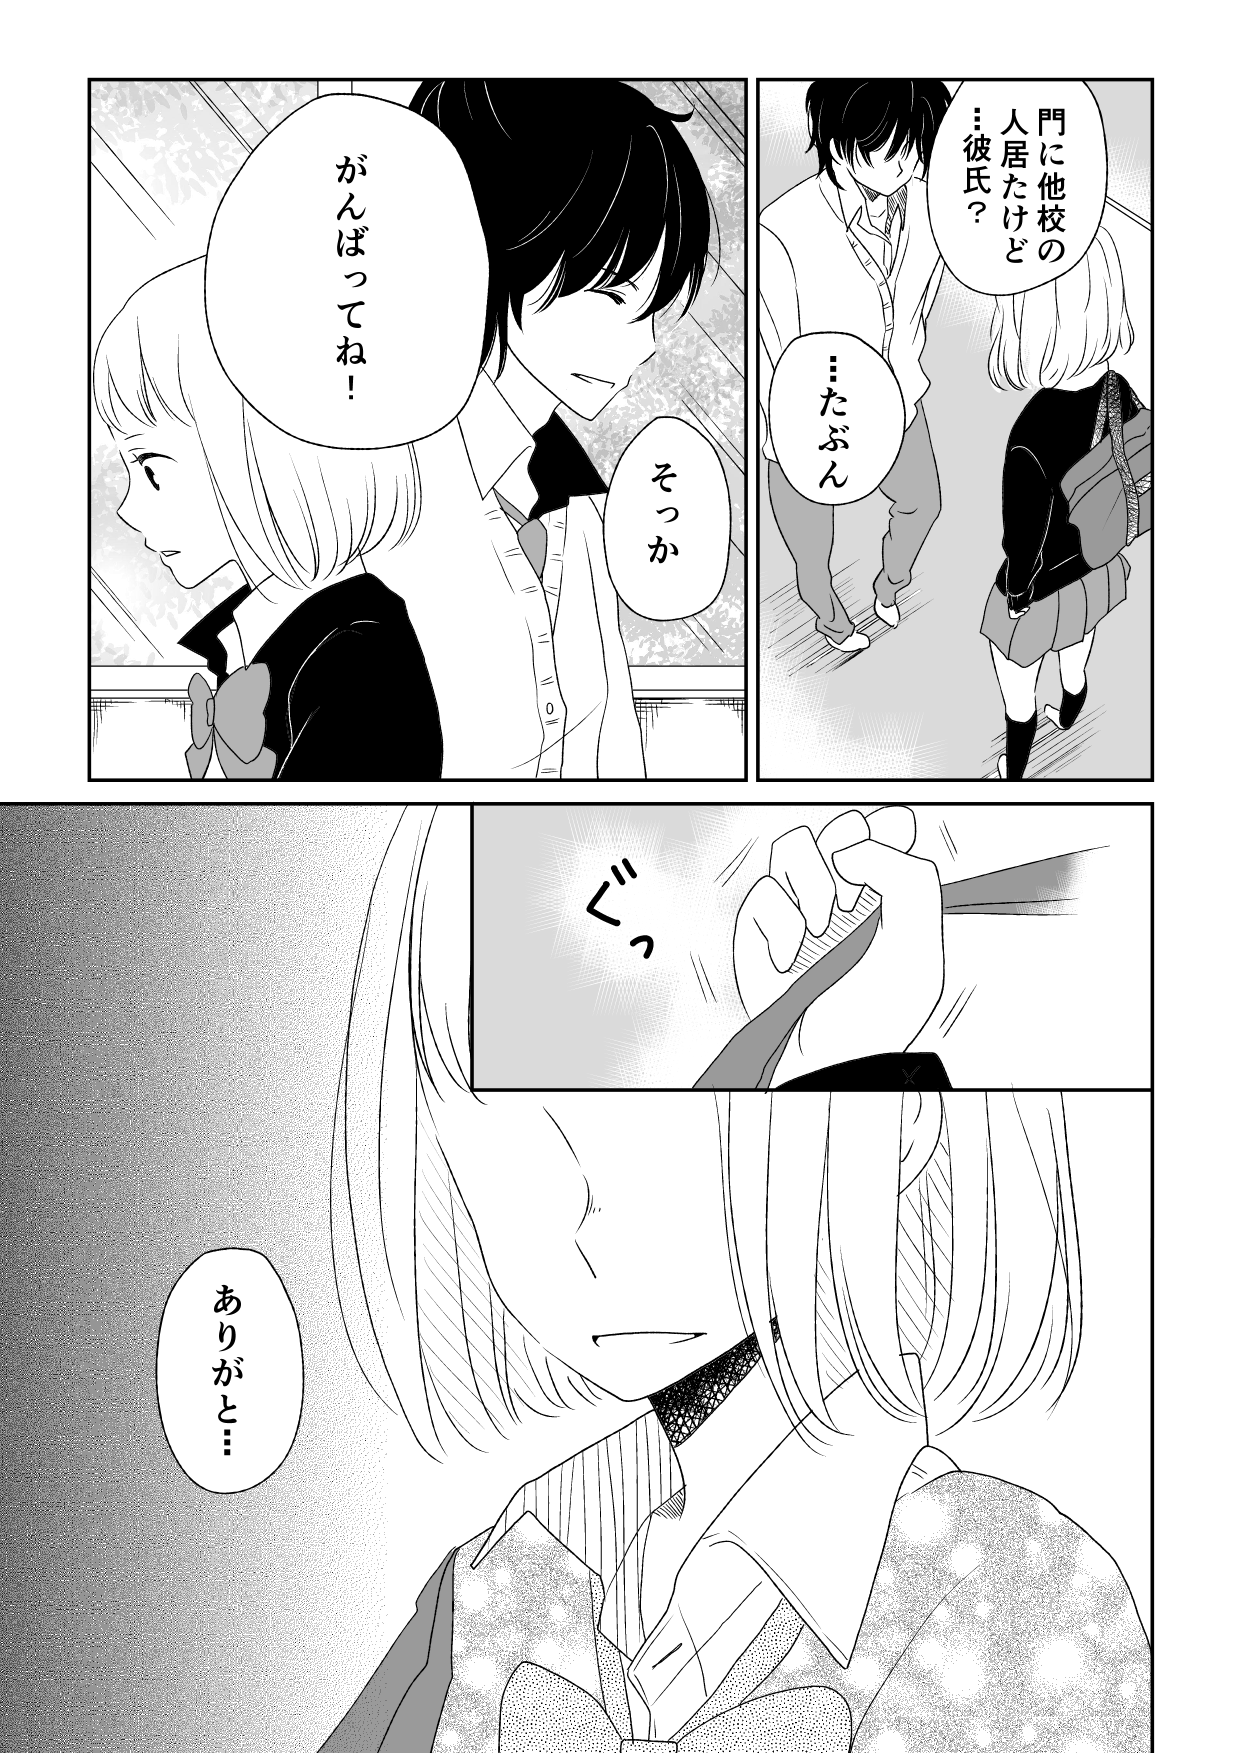 門に他校の
人居たけど
…彼氏？
…たぶん
そっか
がんばってね！
ぐっ
ありがと…